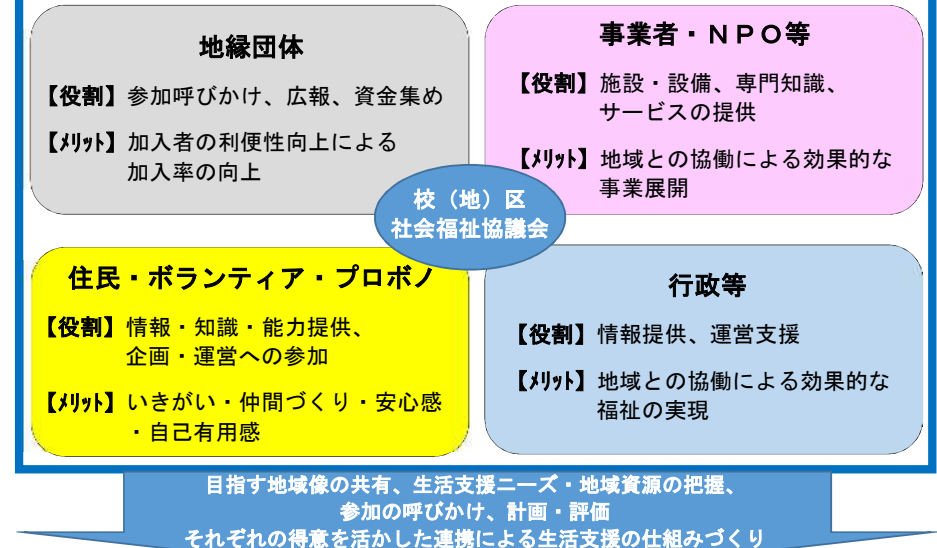 地縁団体
【役割】参加呼びかけ、広報、資金集め
【ﾒﾘｯﾄ】加入者の利便性向上による
加入率の向上
事業者・ＮＰＯ等
【役割】施設・設備、専門知識、
サービスの提供
【ﾒﾘｯﾄ】地域との協働による効果的な
事業展開
校（地）区
社会福祉協議会
住民・ボランティア・プロボノ
【役割】情報・知識・能力提供、
企画・運営への参加
【ﾒﾘｯﾄ】いきがい・仲間づくり・安心感
・自己有用感
行政等
【役割】情報提供、運営支援
【ﾒﾘｯﾄ】地域との協働による効果的な
福祉の実現
目指す地域像の共有、生活支援ニーズ・地域資源の把握、
参加の呼びかけ、計画・評価
それぞれの得意を活かした連携による生活支援の仕組みづくり